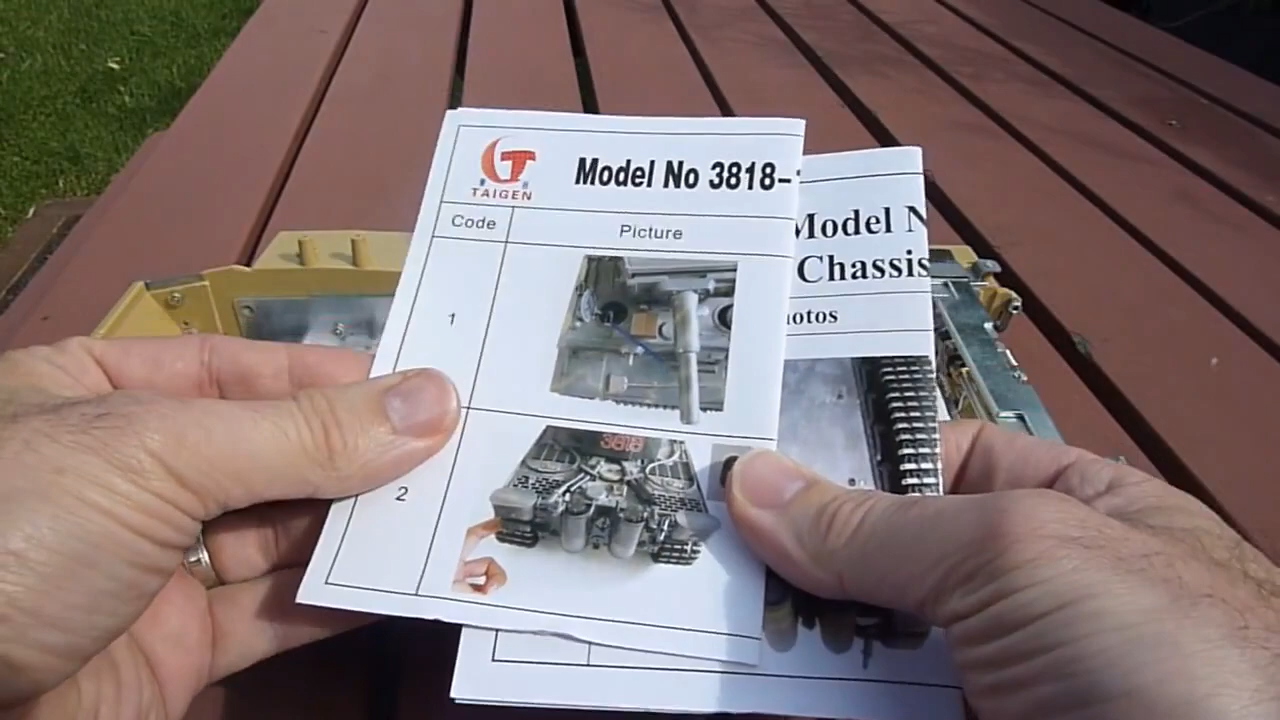 TAIGEN
Model No 3818-
Code
Picture
1
2
3818
Model N
Chassis
otos